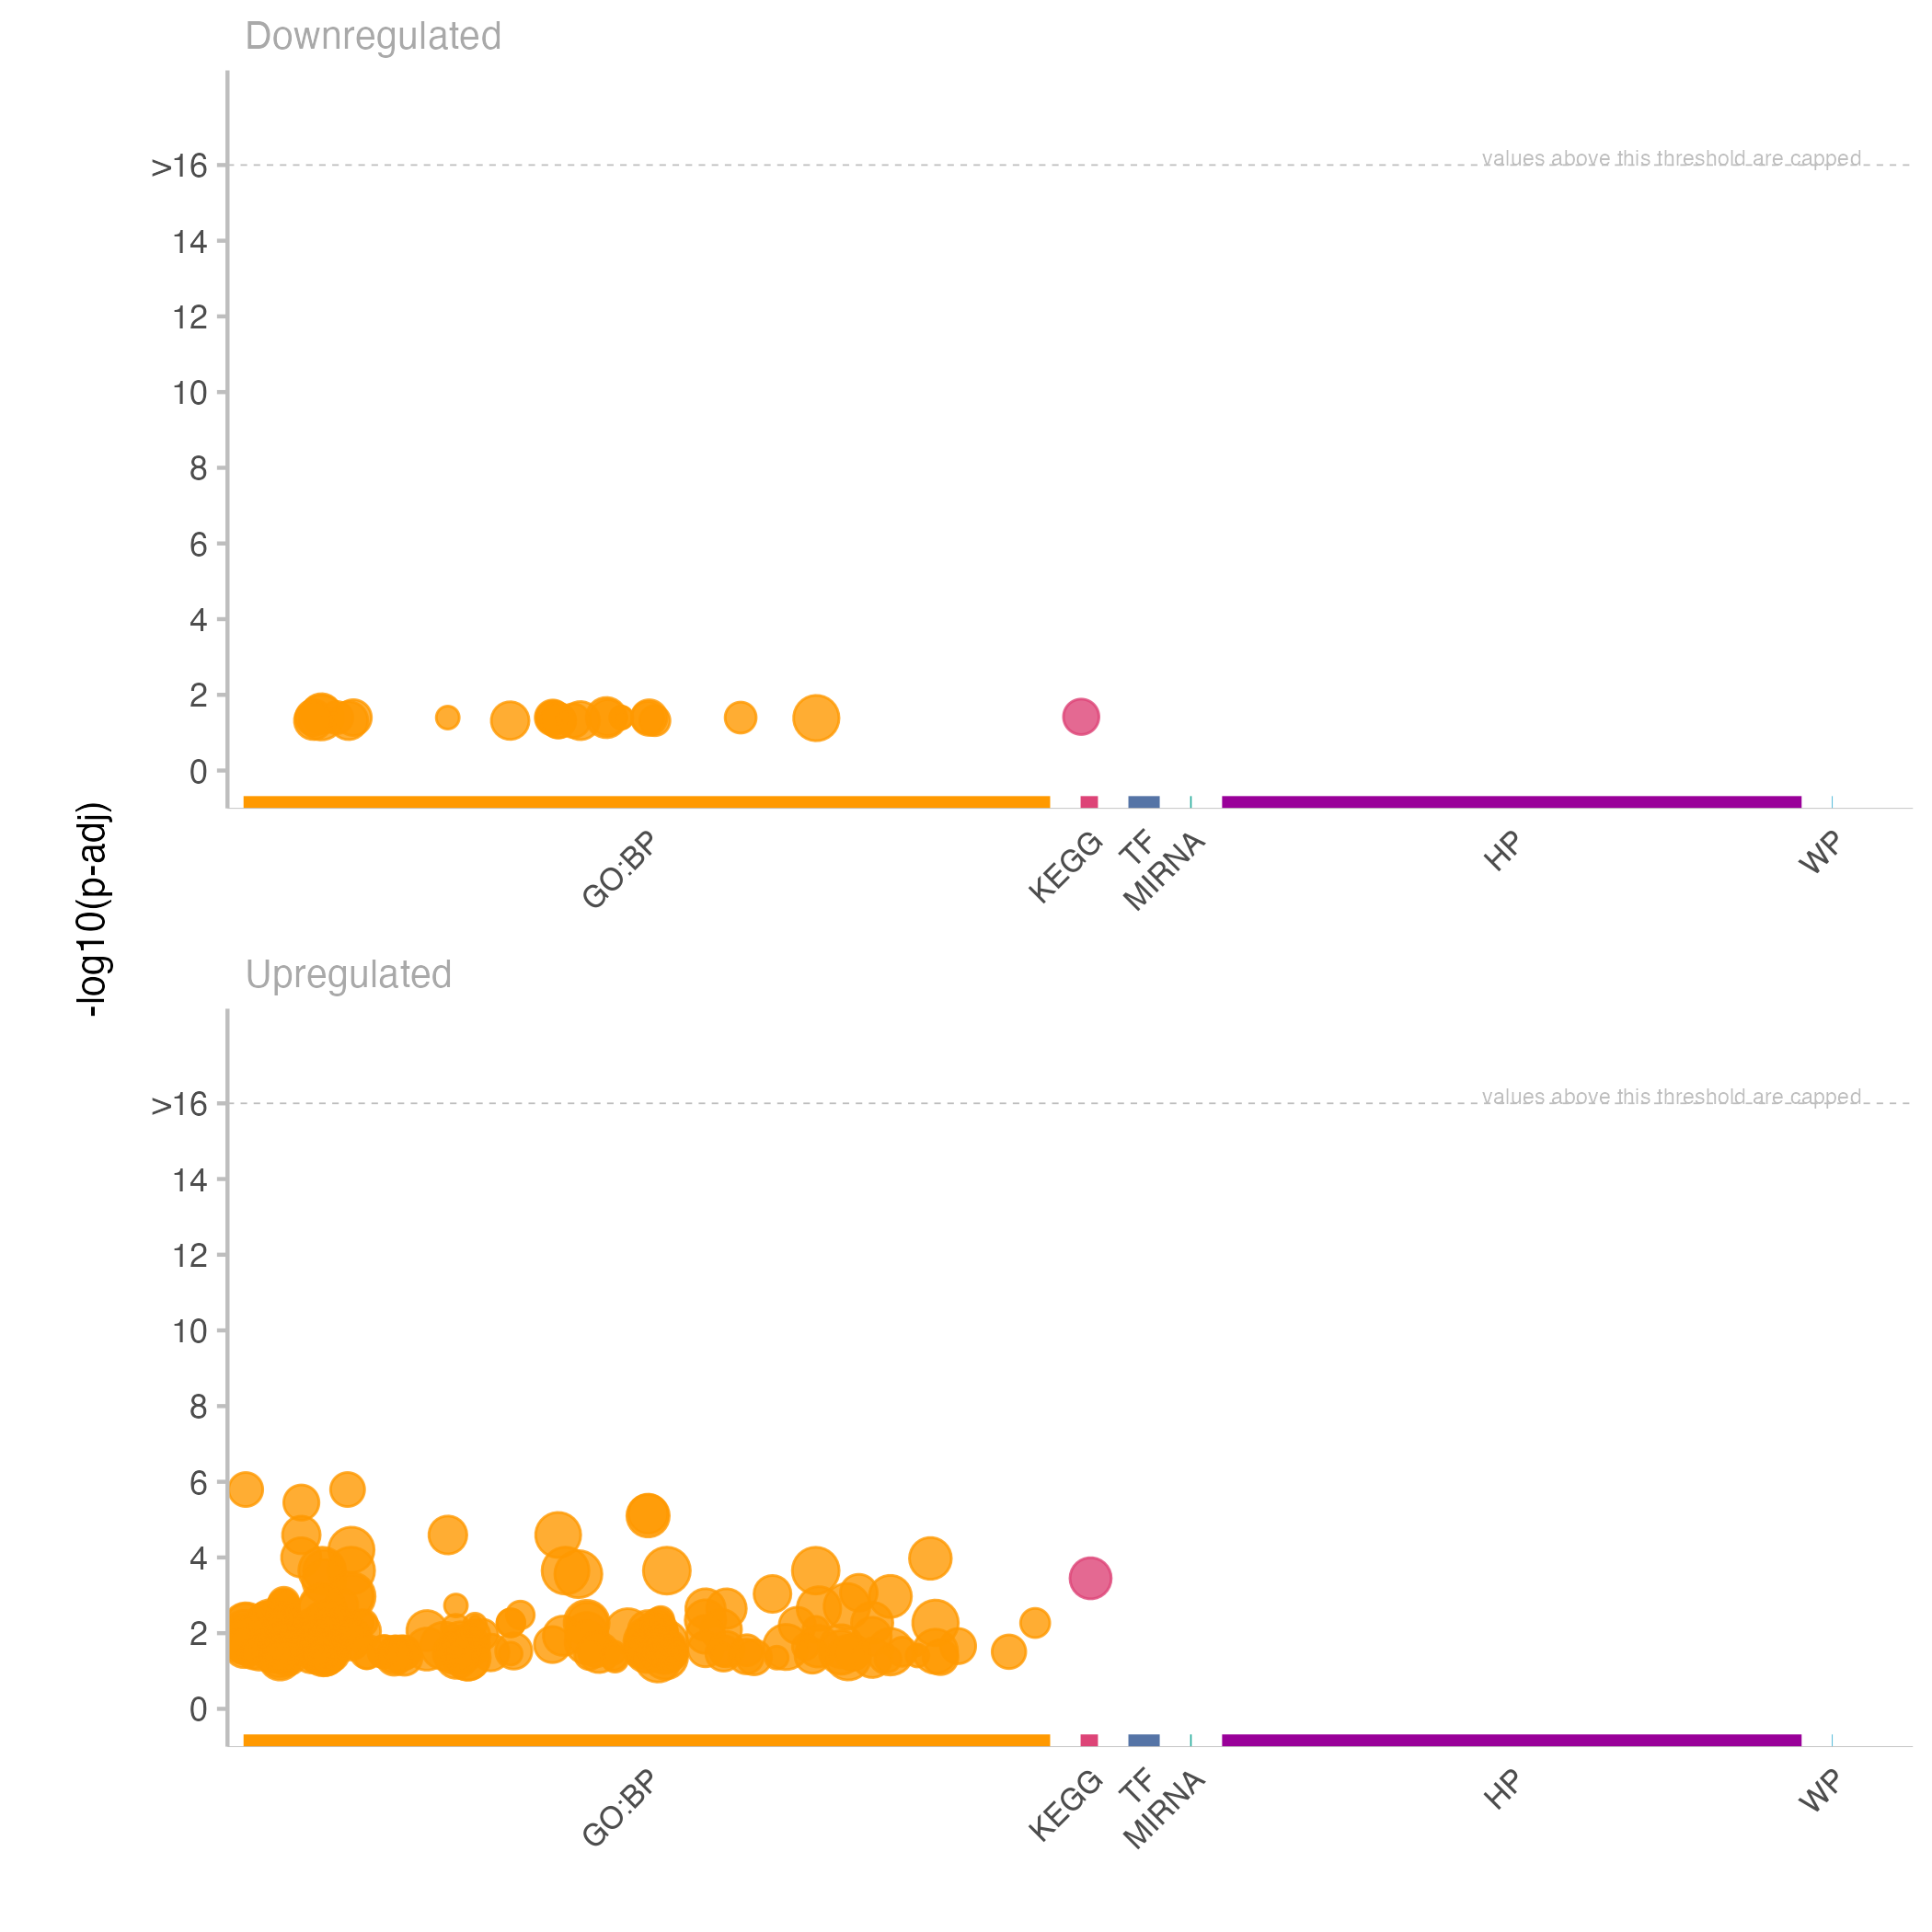 Downregulated
>16
values above this threshold are capped
14
12
10
8
6
4
2
0
GO:BP
KEGG
TF
MIRNA
HP
WP
-log10(p-adj)
Upregulated
>16
values above this threshold are capped
14
12
10
8
6
4
2
0
GO:BP
KEGG
TF
MIRNA
HP
WP